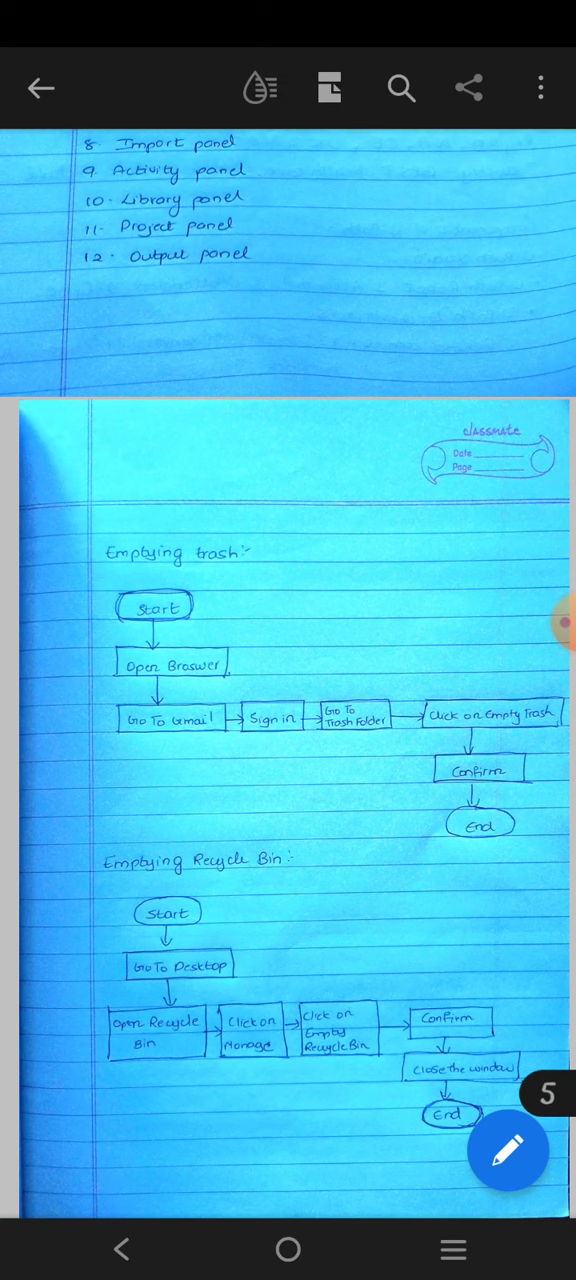 8. Import panel
9. Activity panel
10. Library panel
11. Project panel
12. Output panel
classmate
Date
Page
Emptying trash:-
Start
Open Braswer
Go To Gmail
Sign in
Go To
Trash Folder
Click on Empty Trash
Confirm
End
Emptying Recycle Bin:-
Start
Go To Desktop
Open Recycle
Bin
Click on
Manage
Click on
Empty
Recycle Bin
Confirm
Close the window
End
5